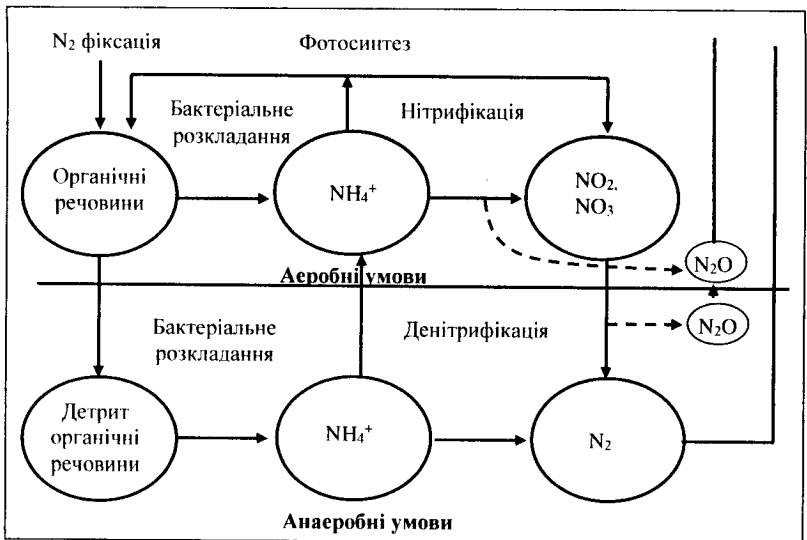 N₂ фіксація
Фотосинтез
Бактеріальне
розкладання
Нітрифікація
Органічні
речовини
NH₄⁺
NO₂,
NO₃
N₂O
Аеробні умови
N₂O
Бактеріальне
розкладання
Денітрифікація
Детрит
органічні
речовини
NH₄⁺
N₂
Анаеробні умови